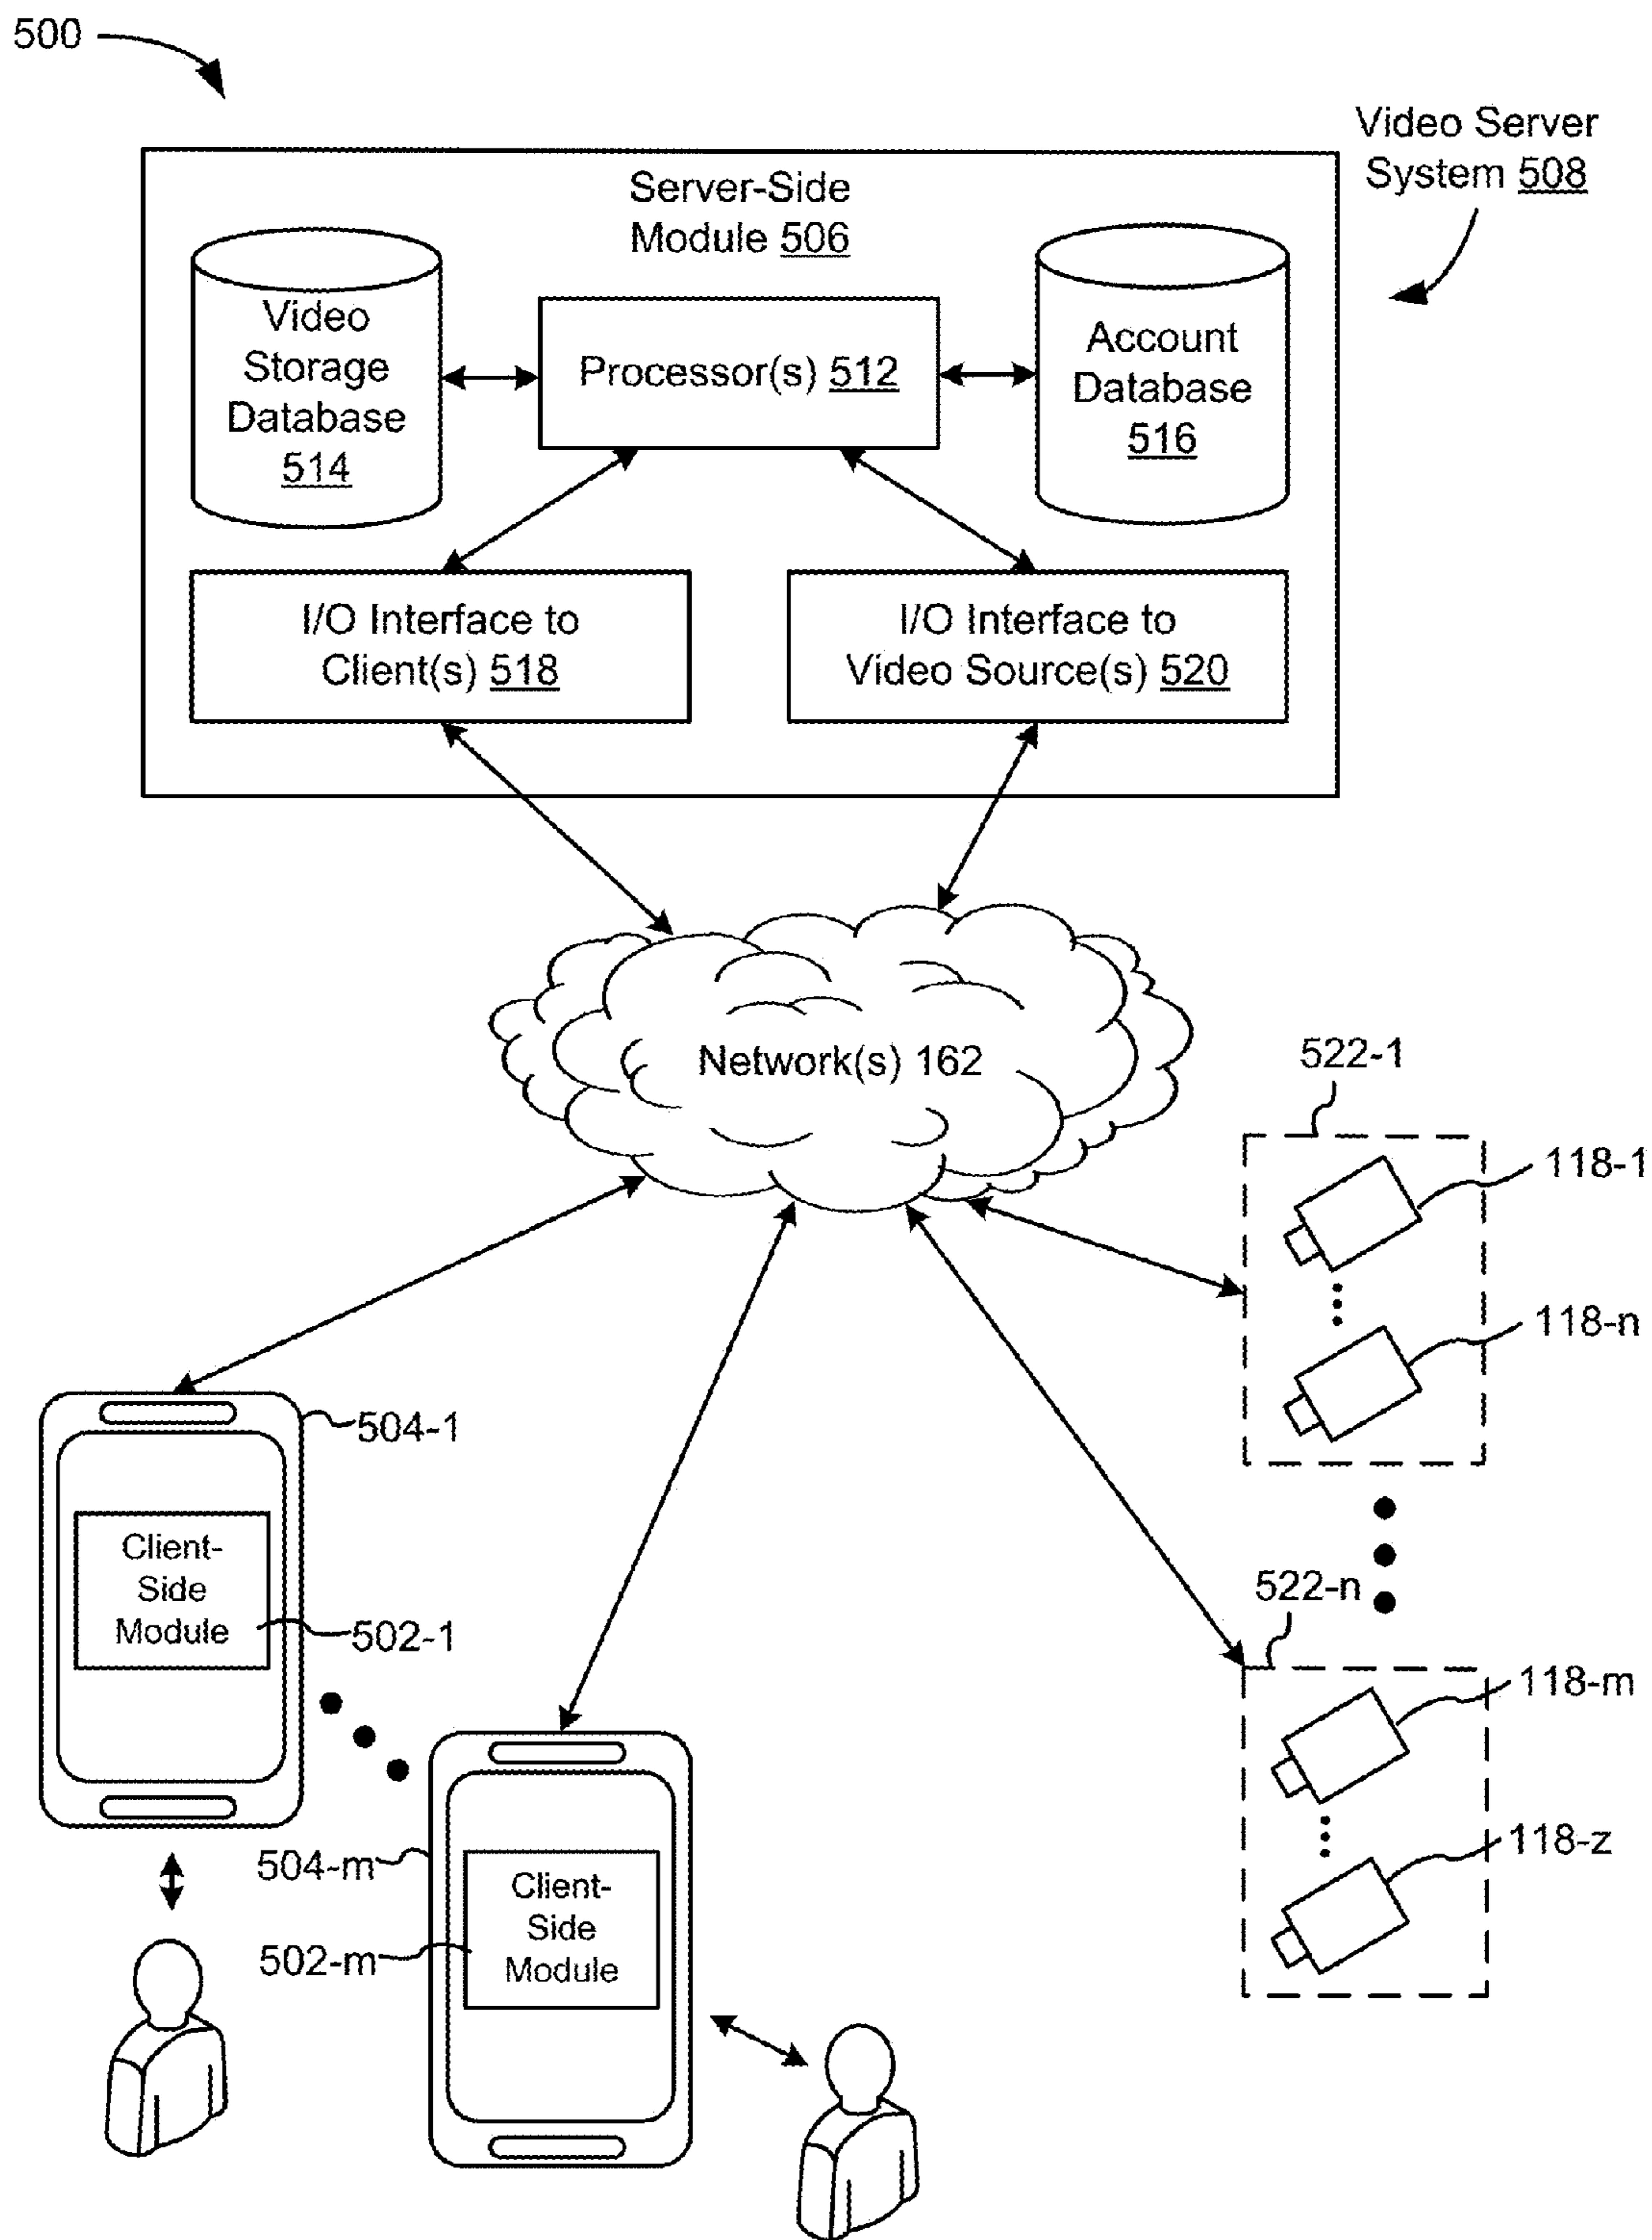 500
Video Server
System 508
Server-Side
Module 506
Video
Storage
Database
514
Processor(s) 512
Account
Database
516
I/O Interface to
Client(s) 518
I/O Interface to
Video Source(s) 520
Network(s) 162
522-1
118-1
118-n
504-1
Client-
Side
Module
502-1
522-n
118-m
118-z
504-m
Client-
Side
Module
502-m